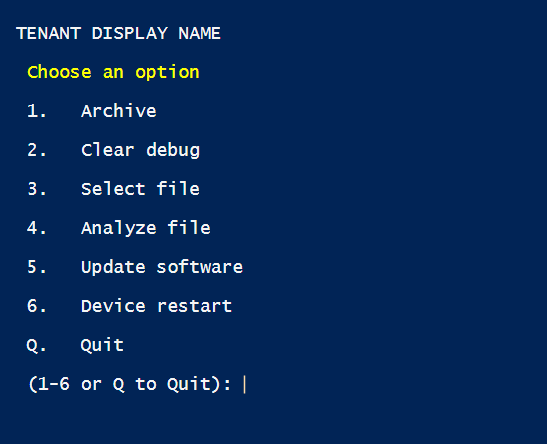 TENANT DISPLAY NAME
Choose an option
1. Archive
2. Clear debug
3. Select file
4. Analyze file
5. Update software
6. Device restart
Q. Quit
(1-6 or Q to Quit):